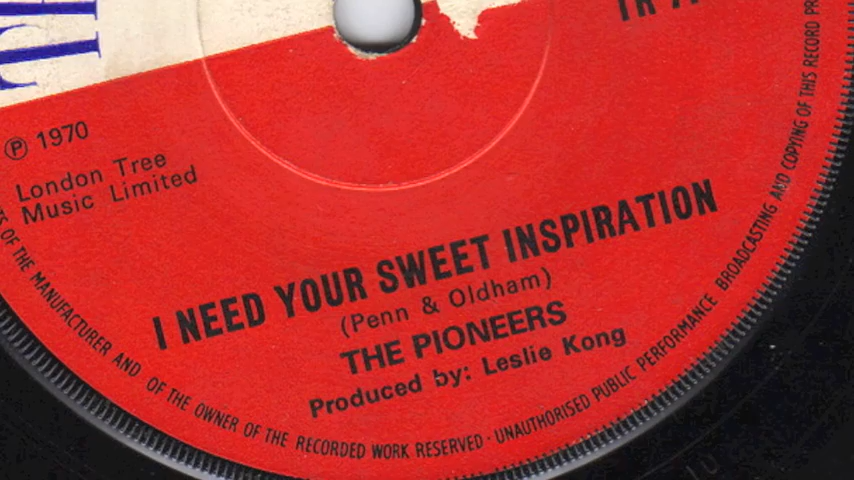 TH
TR
℗ 1970
London Tree
Music Limited
I NEED YOUR SWEET INSPIRATION
(Penn & Oldham)
THE PIONEERS
Produced by: Leslie Kong
OF THE MANUFACTURER AND OF THE OWNER OF THE RECORDED WORK RESERVED · UNAUTHORISED PUBLIC PERFORMANCE BROADCASTING AND COPYING OF THIS RECORD